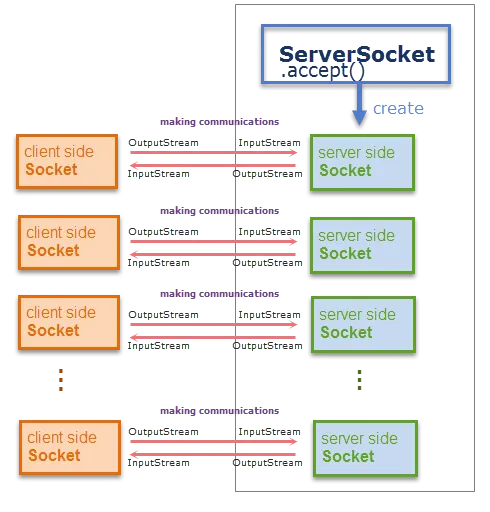 ServerSocket
.accept()
create
making communications
OutputStream InputStream
client side
Socket
server side
Socket
InputStream OutputStream
making communications
OutputStream InputStream
client side
Socket
server side
Socket
InputStream OutputStream
making communications
OutputStream InputStream
client side
Socket
server side
Socket
InputStream OutputStream
making communications
OutputStream InputStream
client side
Socket
server side
Socket
InputStream OutputStream